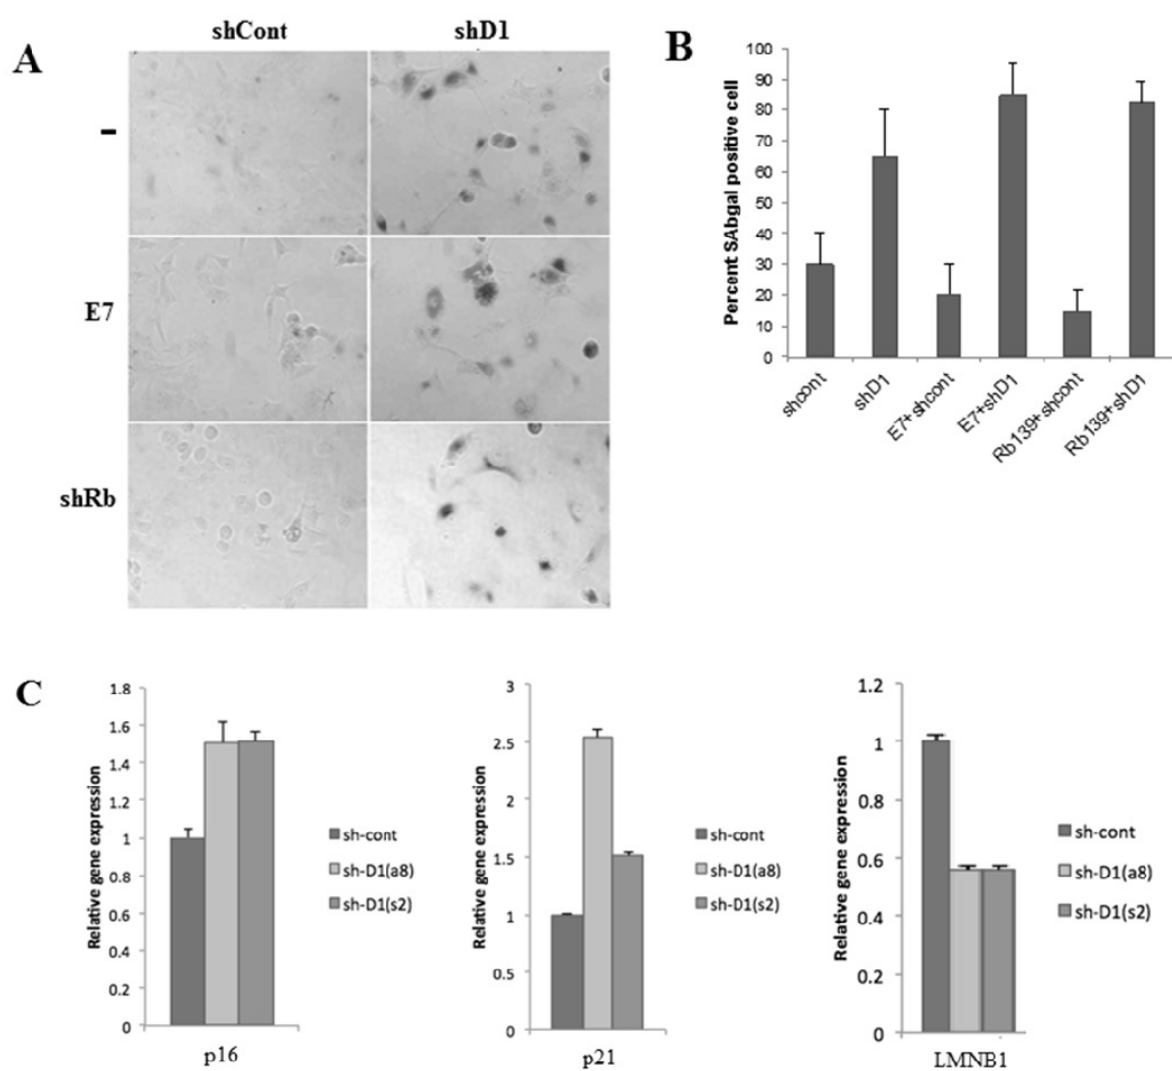 shCont shD1
A
-
E7
shRb
B
Percent SAbgal positive cell
100
90
80
70
60
50
40
30
20
10
0
shcont
shD1
E7+shcont
E7+shD1
Rb139+shcont
Rb139+shD1
C
Relative gene expression
1.8
1.6
1.4
1.2
1
0.8
0.6
0.4
0.2
0
sh-cont
sh-D1(a8)
sh-D1(s2)
p16
Relative gene expression
3
2.5
2
1.5
1
0.5
0
sh-cont
sh-D1(a8)
sh-D1(s2)
p21
Relative gene expression
1.2
1
0.8
0.6
0.4
0.2
0
sh-cont
sh-D1(a8)
sh-D1(s2)
LMNB1